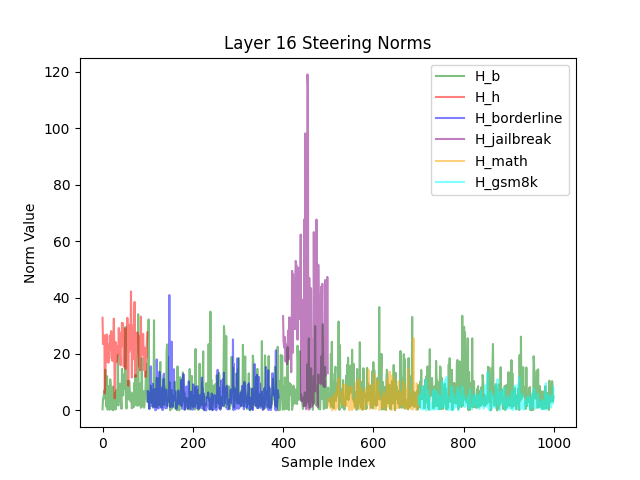 Layer 16 Steering Norms
Norm Value
120
100
80
60
40
20
0
H_b
H_h
H_borderline
H_jailbreak
H_math
H_gsm8k
0
200
400
600
800
1000
Sample Index